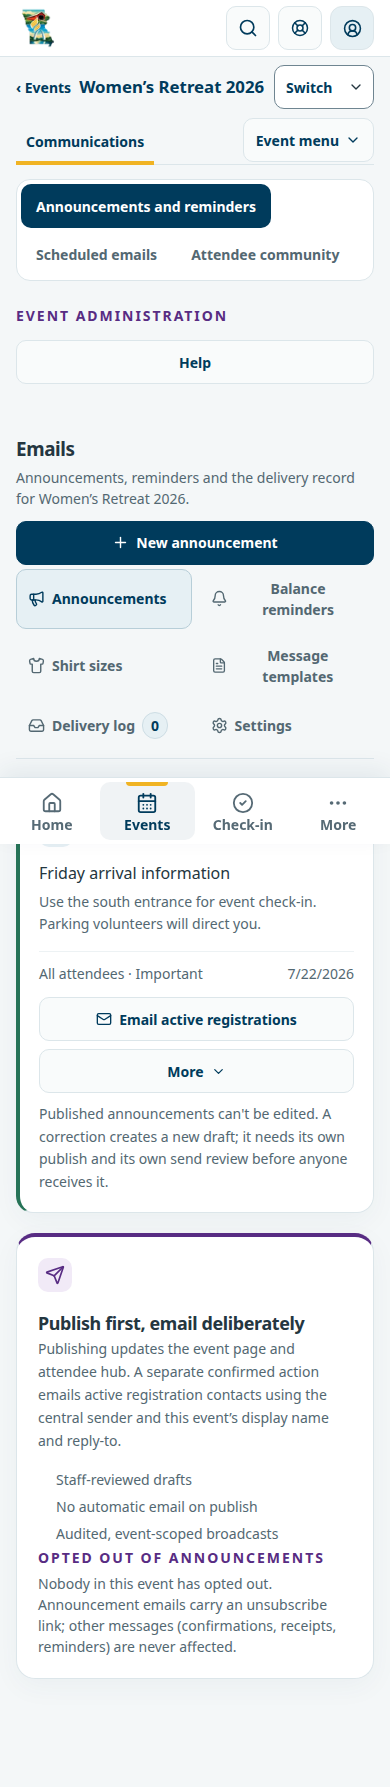 ‹ Events Women’s Retreat 2026 Switch
Communications Event menu
Announcements and reminders
Scheduled emails Attendee community
EVENT ADMINISTRATION
Help
Emails
Announcements, reminders and the delivery record
for Women’s Retreat 2026.
New announcement
Announcements
Balance
reminders
Shirt sizes
Message
templates
Delivery log 0 Settings
Home Events Check-in More
Friday arrival information
Use the south entrance for event check-in.
Parking volunteers will direct you.
All attendees · Important 7/22/2026
Email active registrations
More
Published announcements can't be edited. A
correction creates a new draft; it needs its own
publish and its own send review before anyone
receives it.
Publish first, email deliberately
Publishing updates the event page and
attendee hub. A separate confirmed action
emails active registration contacts using the
central sender and this event’s display name
and reply-to.
Staff-reviewed drafts
No automatic email on publish
Audited, event-scoped broadcasts
OPTED OUT OF ANNOUNCEMENTS
Nobody in this event has opted out.
Announcement emails carry an unsubscribe
link; other messages (confirmations, receipts,
reminders) are never affected.